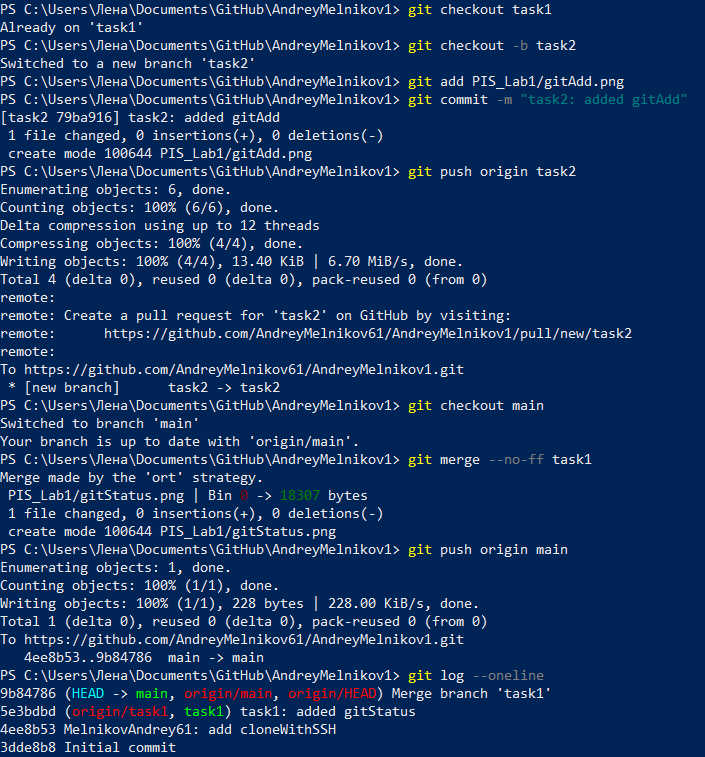 PS C:\Users\Лена\Documents\GitHub\AndreyMelnikov1> git checkout task1
Already on 'task1'
PS C:\Users\Лена\Documents\GitHub\AndreyMelnikov1> git checkout -b task2
Switched to a new branch 'task2'
PS C:\Users\Лена\Documents\GitHub\AndreyMelnikov1> git add PIS_Lab1/gitAdd.png
PS C:\Users\Лена\Documents\GitHub\AndreyMelnikov1> git commit -m "task2: added gitAdd"
[task2 79ba916] task2: added gitAdd
 1 file changed, 0 insertions(+), 0 deletions(-)
 create mode 100644 PIS_Lab1/gitAdd.png
PS C:\Users\Лена\Documents\GitHub\AndreyMelnikov1> git push origin task2
Enumerating objects: 6, done.
Counting objects: 100% (6/6), done.
Delta compression using up to 12 threads
Compressing objects: 100% (4/4), done.
Writing objects: 100% (4/4), 13.40 KiB | 6.70 MiB/s, done.
Total 4 (delta 0), reused 0 (delta 0), pack-reused 0 (from 0)
remote:
remote: Create a pull request for 'task2' on GitHub by visiting:
remote:      https://github.com/AndreyMelnikov61/AndreyMelnikov1/pull/new/task2
remote:
To https://github.com/AndreyMelnikov61/AndreyMelnikov1.git
 * [new branch]      task2 -> task2
PS C:\Users\Лена\Documents\GitHub\AndreyMelnikov1> git checkout main
Switched to branch 'main'
Your branch is up to date with 'origin/main'.
PS C:\Users\Лена\Documents\GitHub\AndreyMelnikov1> git merge --no-ff task1
Merge made by the 'ort' strategy.
 PIS_Lab1/gitStatus.png | Bin 0 -> 18307 bytes
 1 file changed, 0 insertions(+), 0 deletions(-)
 create mode 100644 PIS_Lab1/gitStatus.png
PS C:\Users\Лена\Documents\GitHub\AndreyMelnikov1> git push origin main
Enumerating objects: 1, done.
Counting objects: 100% (1/1), done.
Writing objects: 100% (1/1), 228 bytes | 228.00 KiB/s, done.
Total 1 (delta 0), reused 0 (delta 0), pack-reused 0 (from 0)
To https://github.com/AndreyMelnikov61/AndreyMelnikov1.git
   4ee8b53..9b84786  main -> main
PS C:\Users\Лена\Documents\GitHub\AndreyMelnikov1> git log --oneline
9b84786 (HEAD -> main, origin/main, origin/HEAD) Merge branch 'task1'
5e3bdbd (origin/task1, task1) task1: added gitStatus
4ee8b53 MelnikovAndrey61: add cloneWithSSH
3dde8b8 Initial commit